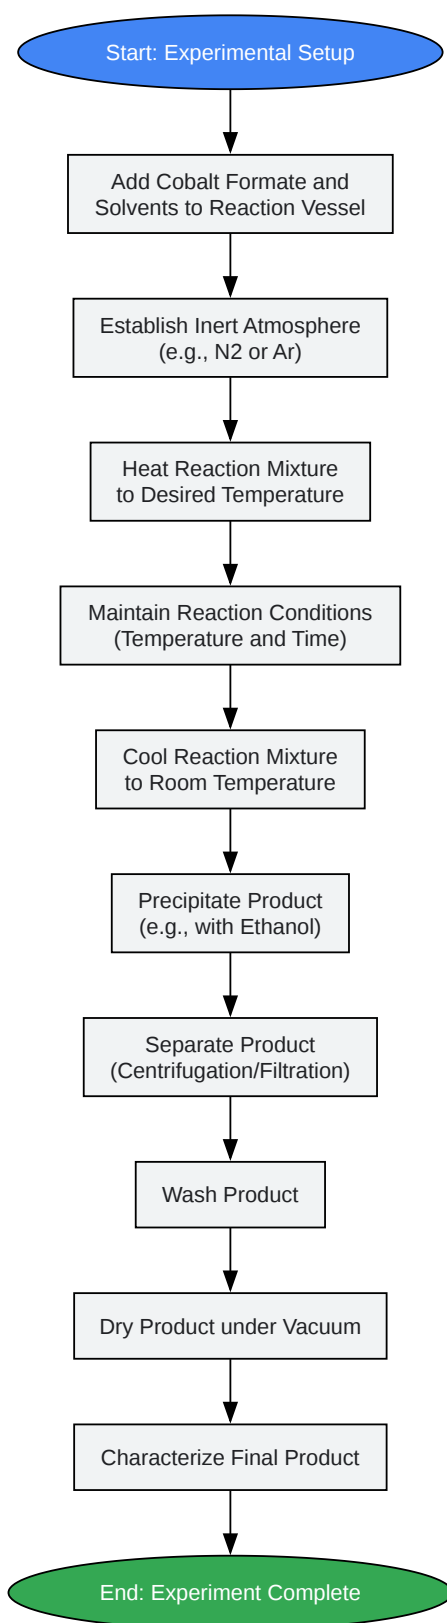 Start: Experimental Setup
Add Cobalt Formate and
Solvents to Reaction Vessel
Establish Inert Atmosphere
(e.g., N2 or Ar)
Heat Reaction Mixture
to Desired Temperature
Maintain Reaction Conditions
(Temperature and Time)
Cool Reaction Mixture
to Room Temperature
Precipitate Product
(e.g., with Ethanol)
Separate Product
(Centrifugation/Filtration)
Wash Product
Dry Product under Vacuum
Characterize Final Product
End: Experiment Complete